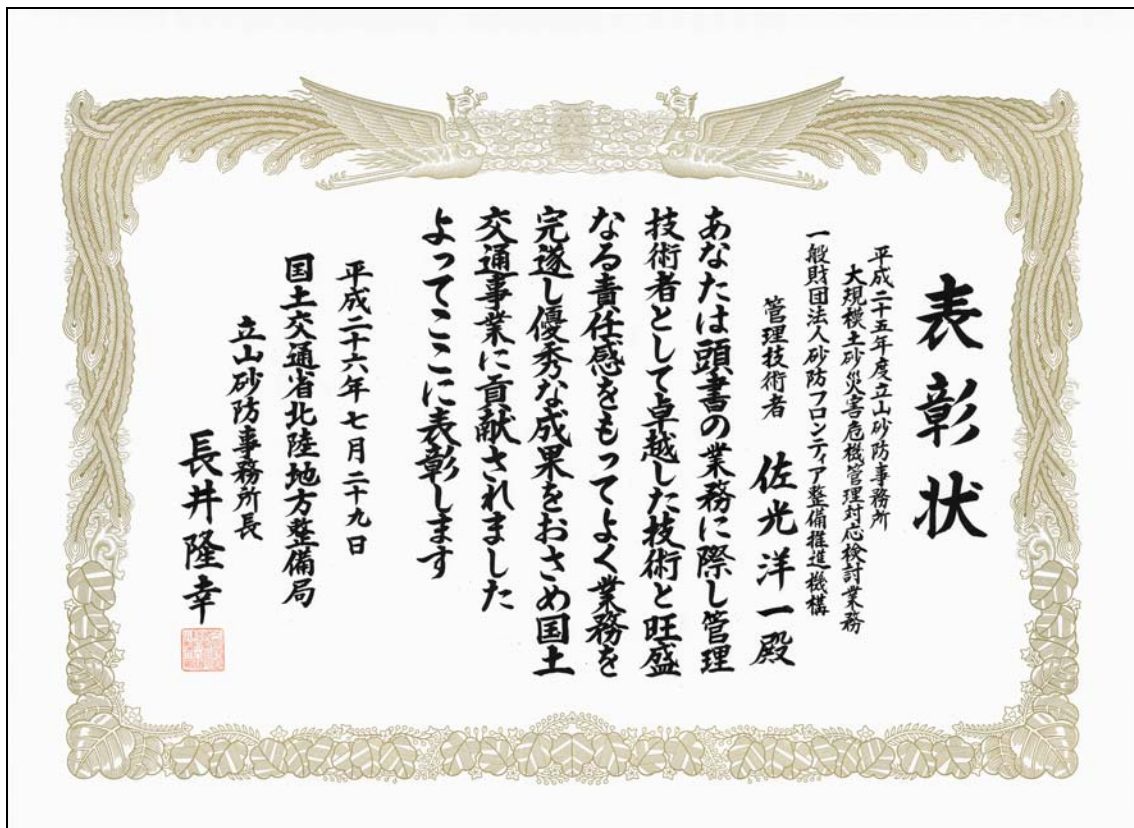 表彰状
平成二十五年度立山砂防事務所
大規模土砂災害危機管理対応検討業務
一般財団法人砂防フロンティア整備推進機構
管理技術者 佐光洋一殿
あなたは頭書の業務に際し管理
技術者として卓越した技術と旺盛
なる責任感をもってよく業務を
完遂し優秀な成果をおさめ国土
交通事業に貢献されました
よってここに表彰します
平成二十六年七月二十九日
国土交通省北陸地方整備局
立山砂防事務所長
長井隆幸